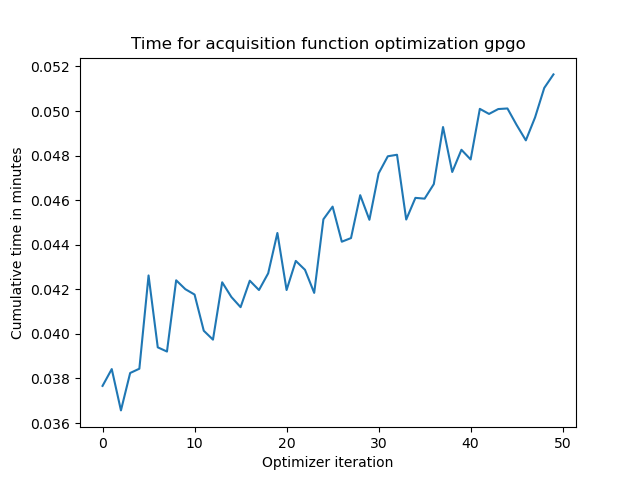 Time for acquisition function optimization gpgo
Cumulative time in minutes
0.052
0.050
0.048
0.046
0.044
0.042
0.040
0.038
0.036
0 10 20 30 40 50
Optimizer iteration